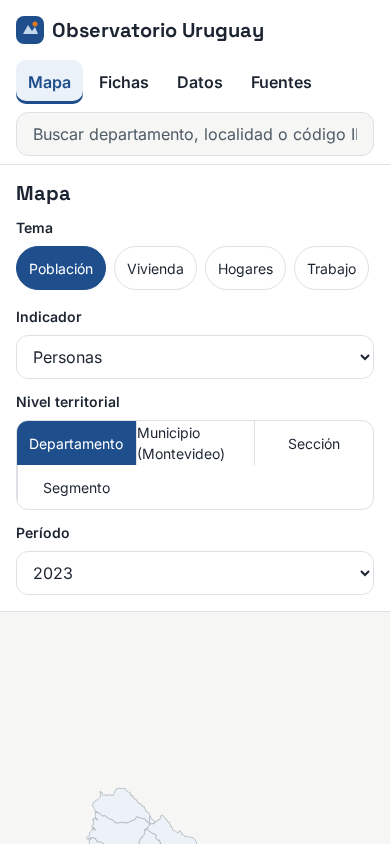 Observatorio Uruguay
Mapa Fichas Datos Fuentes
Buscar departamento, localidad o código I
Mapa
Tema
Población Vivienda Hogares Trabajo
Indicador
Personas
Nivel territorial
Departamento Municipio (Montevideo) Sección
Segmento
Período
2023